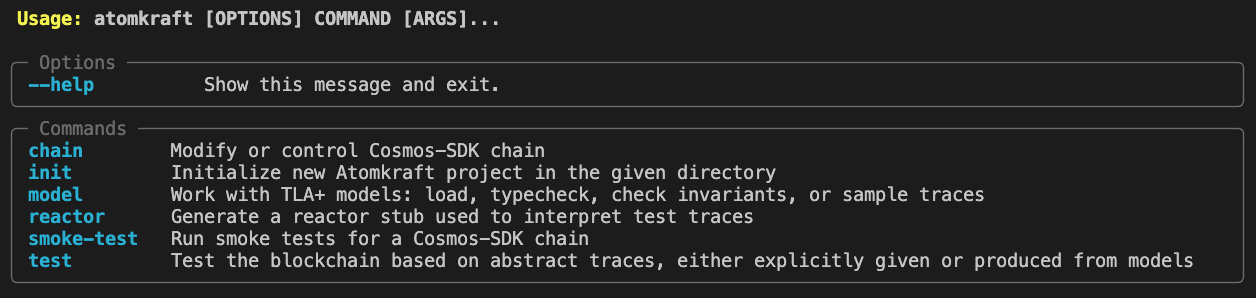 Usage: atomkraft [OPTIONS] COMMAND [ARGS]...
Options
--help Show this message and exit.
Commands
chain Modify or control Cosmos-SDK chain
init Initialize new Atomkraft project in the given directory
model Work with TLA+ models: load, typecheck, check invariants, or sample traces
reactor Generate a reactor stub used to interpret test traces
smoke-test Run smoke tests for a Cosmos-SDK chain
test Test the blockchain based on abstract traces, either explicitly given or produced from models